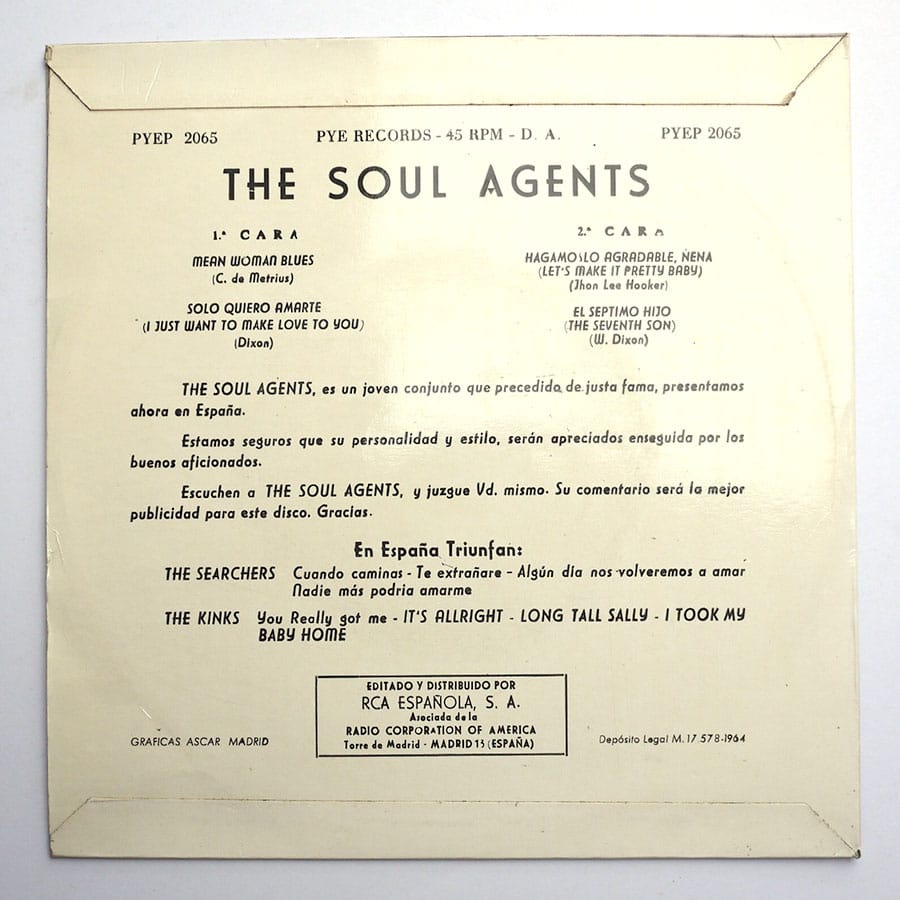 PYEP 2065 PYE RECORDS - 45 RPM - D. A. PYEP 2065
THE SOUL AGENTS
1.ª CARA
MEAN WOMAN BLUES
(C. de Metrius)
SOLO QUIERO AMARTE
(I JUST WANT TO MAKE LOVE TO YOU)
(Dixon)
2.ª CARA
HAGAMOSLO AGRADABLE, NENA
(LET'S MAKE IT PRETTY BABY)
(Jhon Lee Hooker)
EL SEPTIMO HIJO
(THE SEVENTH SON)
(W. Dixon)
THE SOUL AGENTS, es un joven conjunto que precedido de justa fama, presentamos
ahora en España.
Estamos seguros que su personalidad y estilo, serán apreciados enseguida por los
buenos aficionados.
Escuchen a THE SOUL AGENTS, y juzgue Vd. mismo. Su comentario será la mejor
publicidad para este disco. Gracias.
En España Triunfan:
THE SEARCHERS Cuando caminas - Te extrañare - Algún día nos volveremos a amar
Nadie más podria amarme
THE KINKS You Really got me - IT'S ALLRIGHT - LONG TALL SALLY - I TOOK MY
BABY HOME
EDITADO Y DISTRIBUIDO POR
RCA ESPAÑOLA, S. A.
Asociada de la
RADIO CORPORATION OF AMERICA
Torre de Madrid - MADRID 13 (ESPAÑA)
GRAFICAS ASCAR MADRID
Depósito Legal M. 17.578-1964